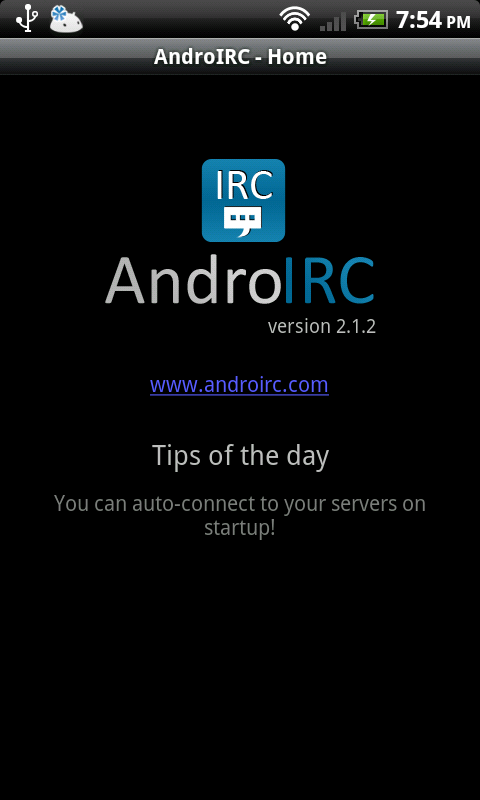 7:54 PM
AndroIRC - Home
IRC
AndroIRC
version 2.1.2
www.androirc.com
Tips of the day
You can auto-connect to your servers on
startup!